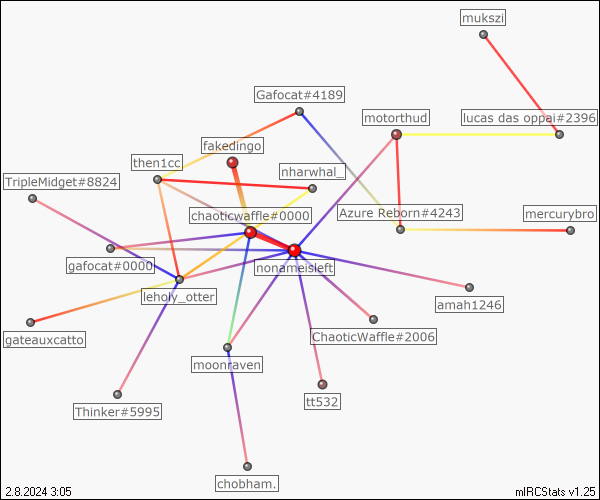 mukszi
Gafocat#4189
motorthud
lucas das oppai#2396
fakedingo
then1cc
nharwhal_
TripleMidget#8824
chaoticwaffle#0000
Azure Reborn#4243
mercurybro
gafocat#0000
nonameisleft
leholy_otter
amah1246
gateauxcatto
ChaoticWaffle#2006
moonraven
tt532
Thinker#5995
chobham.
2.8.2024 3:05
mIRCStats v1.25